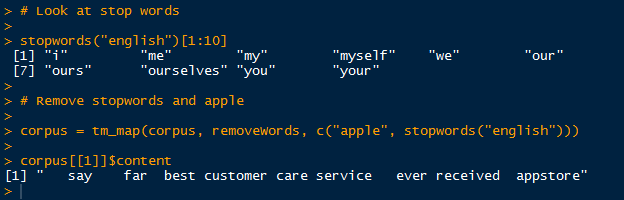 > # Look at stop words
>
> stopwords("english")[1:10]
 [1] "i"         "me"        "my"        "myself"    "we"        "our"
 [7] "ours"      "ourselves" "you"       "your"
>
> # Remove stopwords and apple
>
> corpus = tm_map(corpus, removeWords, c("apple", stopwords("english")))
>
> corpus[[1]]$content
[1] "   say    far  best customer care service   ever received  appstore"
>